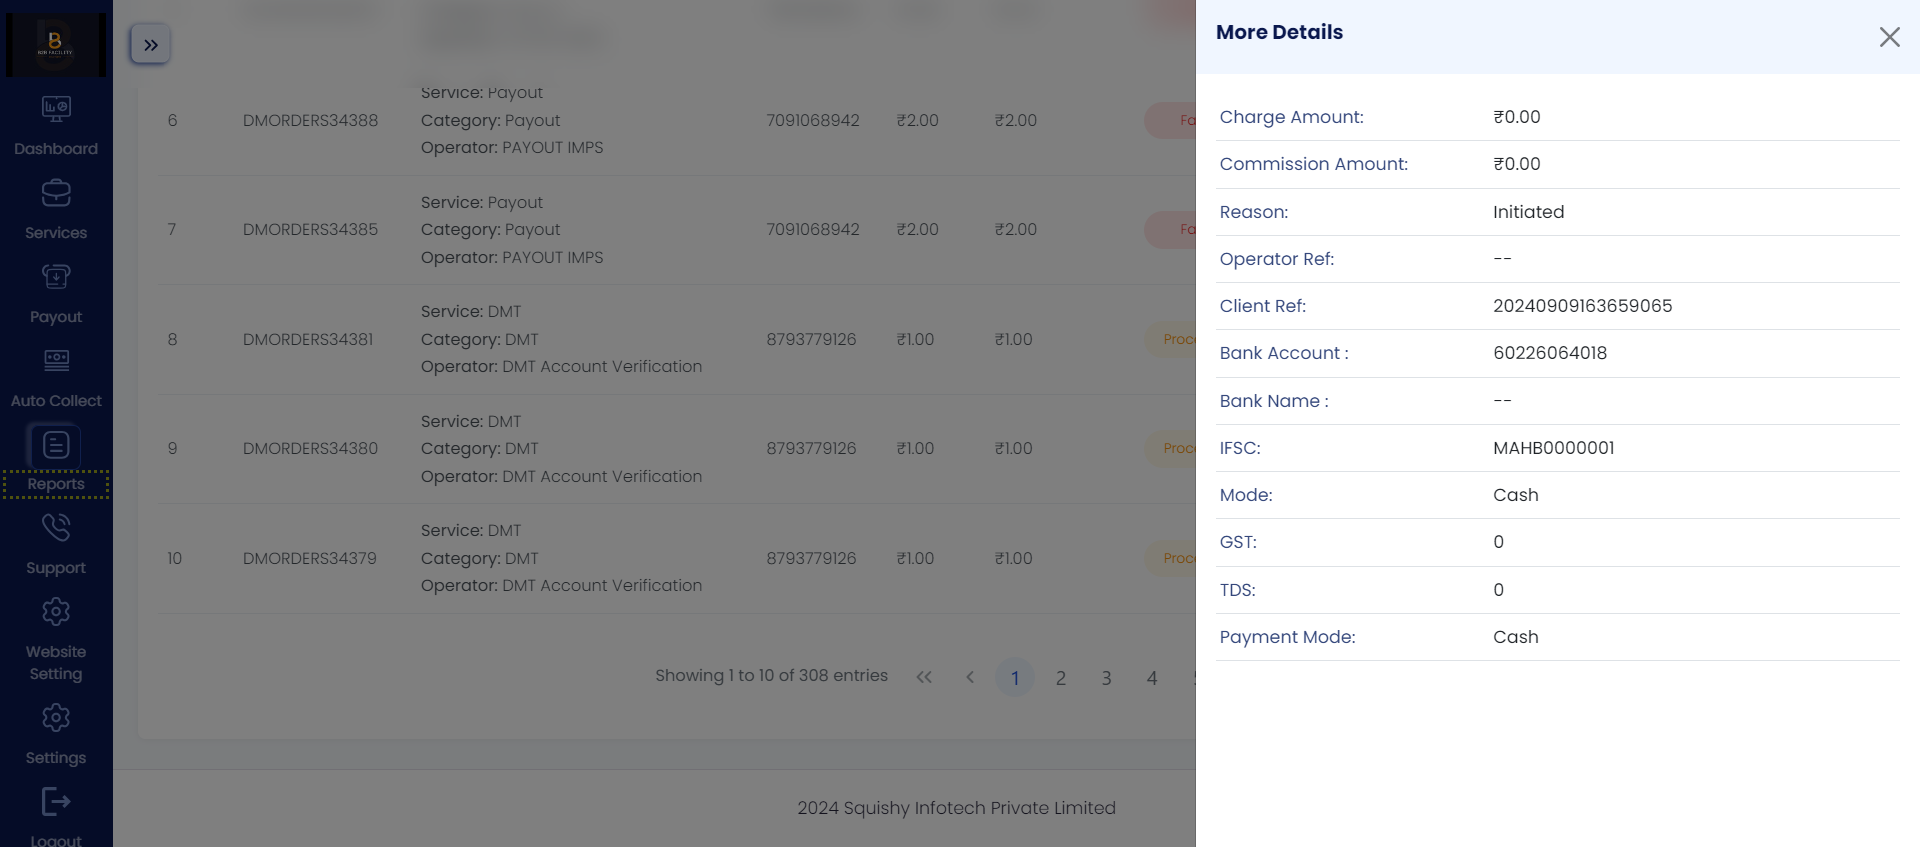 B2B FACILITY
Dashboard
Services
Payout
Auto Collect
Reports
Support
Website
Setting
Settings
Logout
Service: Payout
6 DMORDERS34388 Category: Payout 7091068942 ₹2.00 ₹2.00
Operator: PAYOUT IMPS
Service: Payout
7 DMORDERS34385 Category: Payout 7091068942 ₹2.00 ₹2.00
Operator: PAYOUT IMPS
Service: DMT
8 DMORDERS34381 Category: DMT 8793779126 ₹1.00 ₹1.00
Operator: DMT Account Verification
Service: DMT
9 DMORDERS34380 Category: DMT 8793779126 ₹1.00 ₹1.00
Operator: DMT Account Verification
Service: DMT
10 DMORDERS34379 Category: DMT 8793779126 ₹1.00 ₹1.00
Operator: DMT Account Verification
Showing 1 to 10 of 308 entries « ‹ 1 2 3 4
2024 Squishy Infotech Private Limited
More Details
Charge Amount: ₹0.00
Commission Amount: ₹0.00
Reason: Initiated
Operator Ref: --
Client Ref: 20240909163659065
Bank Account : 60226064018
Bank Name : --
IFSC: MAHB0000001
Mode: Cash
GST: 0
TDS: 0
Payment Mode: Cash